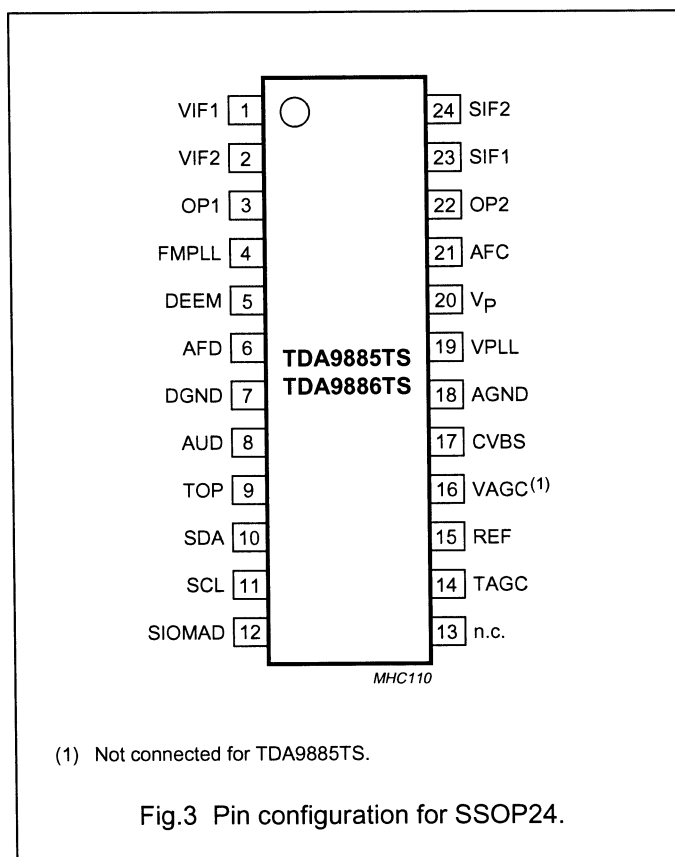 VIF1 1 24 SIF2
VIF2 2 23 SIF1
OP1 3 22 OP2
FMPLL 4 21 AFC
DEEM 5 20 VP
AFD 6 19 VPLL
TDA9885TS
DGND 7 18 AGND
TDA9886TS
AUD 8 17 CVBS
TOP 9 16 VAGC(1)
SDA 10 15 REF
SCL 11 14 TAGC
SIOMAD 12 13 n.c.
MHC110
(1) Not connected for TDA9885TS.
Fig.3 Pin configuration for SSOP24.